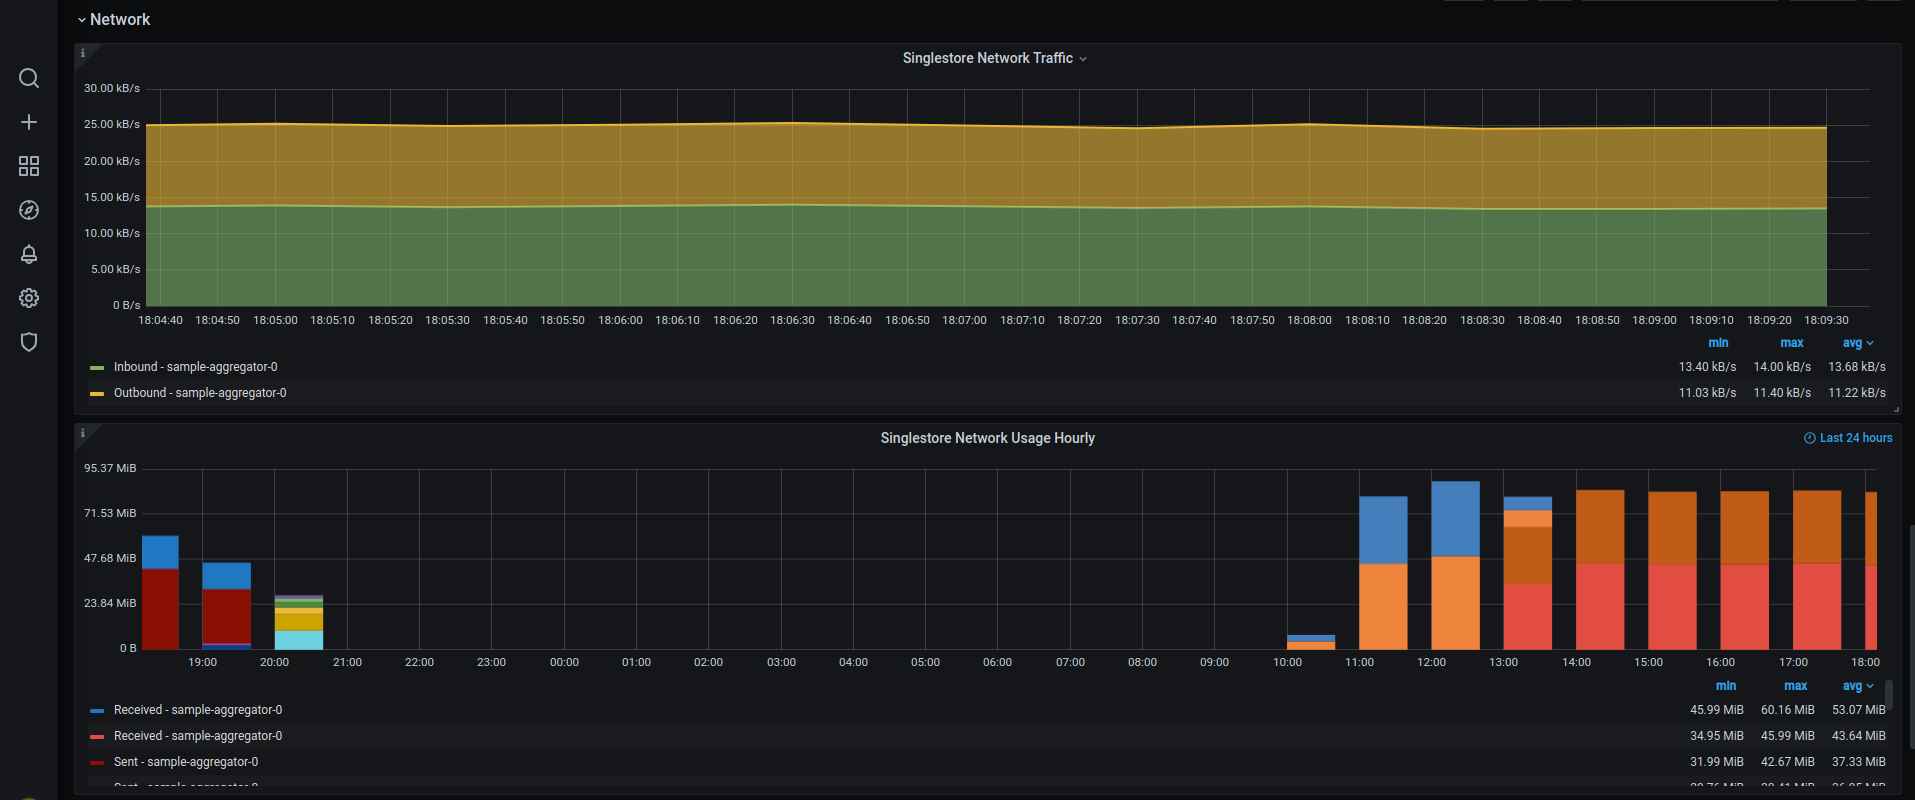 Network
i
Singlestore Network Traffic
30.00 kB/s
25.00 kB/s
20.00 kB/s
15.00 kB/s
10.00 kB/s
5.00 kB/s
0 B/s
18:04:40 18:04:50 18:05:00 18:05:10 18:05:20 18:05:30 18:05:40 18:05:50 18:06:00 18:06:10 18:06:20 18:06:30 18:06:40 18:06:50 18:07:00 18:07:10 18:07:20 18:07:30 18:07:40 18:07:50 18:08:00 18:08:10 18:08:20 18:08:30 18:08:40 18:08:50 18:09:00 18:09:10 18:09:20 18:09:30
min max avg
Inbound - sample-aggregator-0 13.40 kB/s 14.00 kB/s 13.68 kB/s
Outbound - sample-aggregator-0 11.03 kB/s 11.40 kB/s 11.22 kB/s
i
Singlestore Network Usage Hourly Last 24 hours
95.37 MiB
71.53 MiB
47.68 MiB
23.84 MiB
0 B
19:00 20:00 21:00 22:00 23:00 00:00 01:00 02:00 03:00 04:00 05:00 06:00 07:00 08:00 09:00 10:00 11:00 12:00 13:00 14:00 15:00 16:00 17:00 18:00
min max avg
Received - sample-aggregator-0 45.99 MiB 60.16 MiB 53.07 MiB
Received - sample-aggregator-0 34.95 MiB 45.99 MiB 43.64 MiB
Sent - sample-aggregator-0 31.99 MiB 42.67 MiB 37.33 MiB
Sent - sample-aggregator-0